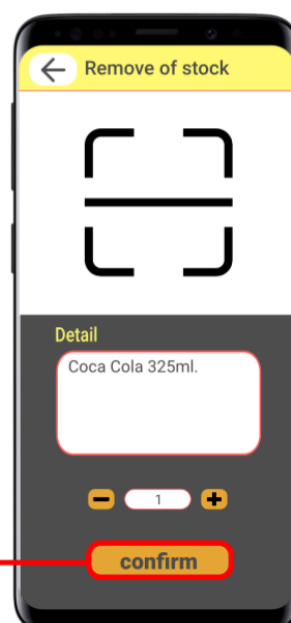 Remove of stock
Detail
Coca Cola 325ml.
1
confirm